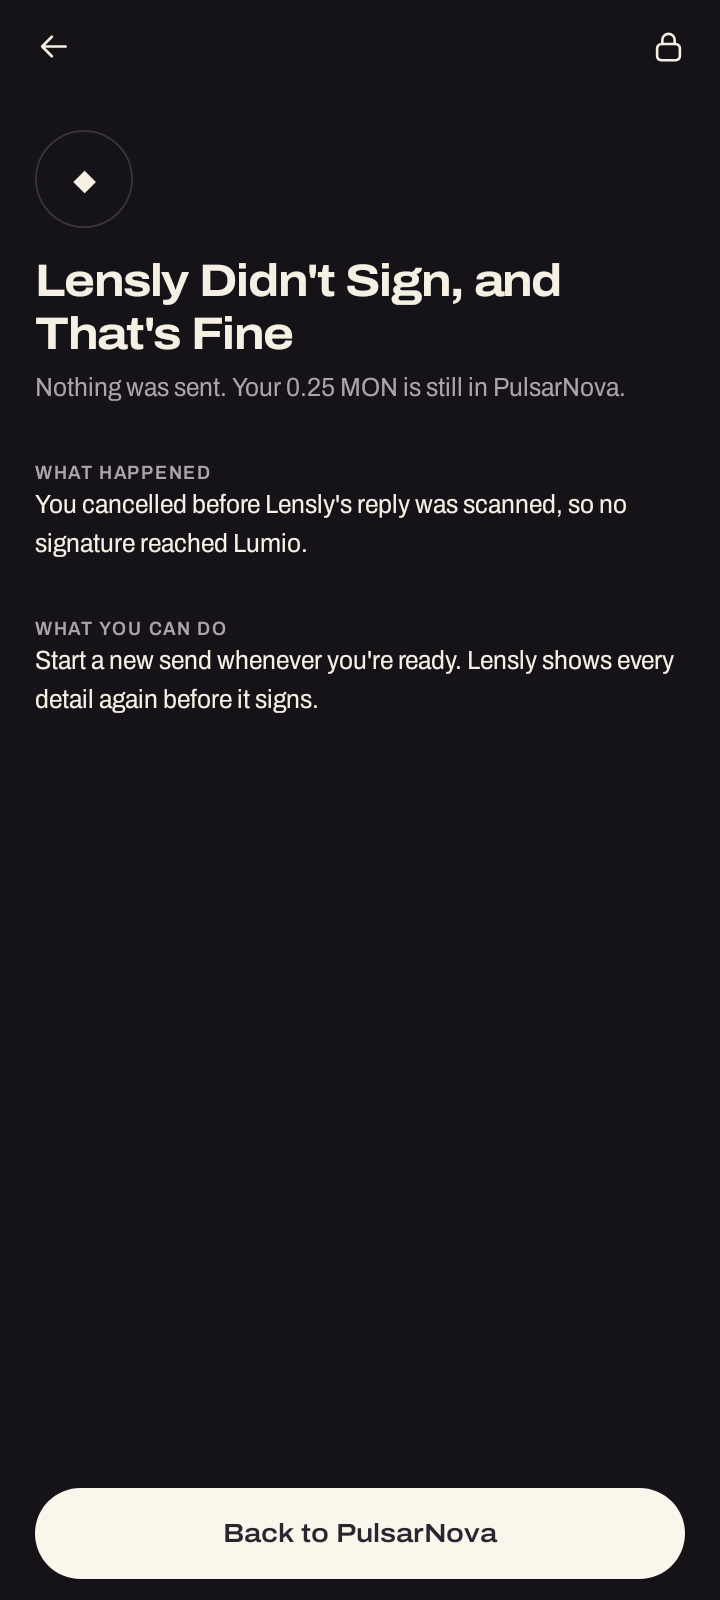 Lensly Didn't Sign, and
That's Fine
Nothing was sent. Your 0.25 MON is still in PulsarNova.
WHAT HAPPENED
You cancelled before Lensly's reply was scanned, so no
signature reached Lumio.
WHAT YOU CAN DO
Start a new send whenever you're ready. Lensly shows every
detail again before it signs.
Back to PulsarNova